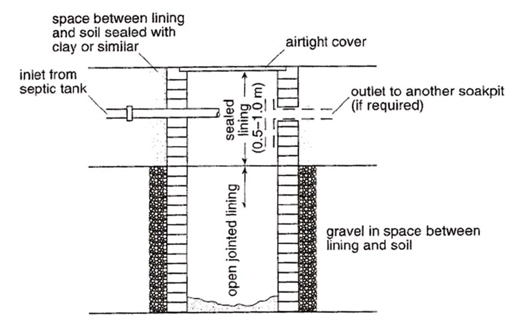 space between lining
and soil sealed with
clay or similar
airtight cover
inlet from
septic tank
sealed
lining
(0.5–1.0 m)
outlet to another soakpit
(if required)
open jointed lining
gravel in space between
lining and soil